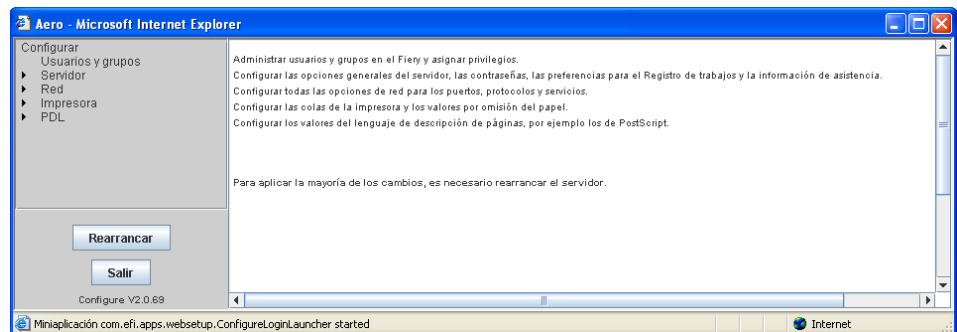 Aero - Microsoft Internet Explorer
Configurar
Usuarios y grupos
Servidor
Red
Impresora
PDL
Administrar usuarios y grupos en el Fiery y asignar privilegios.
Configurar las opciones generales del servidor, las contraseñas, las preferencias para el Registro de trabajos y la información de asistencia.
Configurar todas las opciones de red para los puertos, protocolos y servicios.
Configurar las colas de la impresora y los valores por omisión del papel.
Configurar los valores del lenguaje de descripción de páginas, por ejemplo los de PostScript.
Para aplicar la mayoría de los cambios, es necesario rearrancar el servidor.
Rearrancar
Salir
Configure V2.0.69
Miniaplicación com.efi.apps.websetup.ConfigureLoginLauncher started
Internet